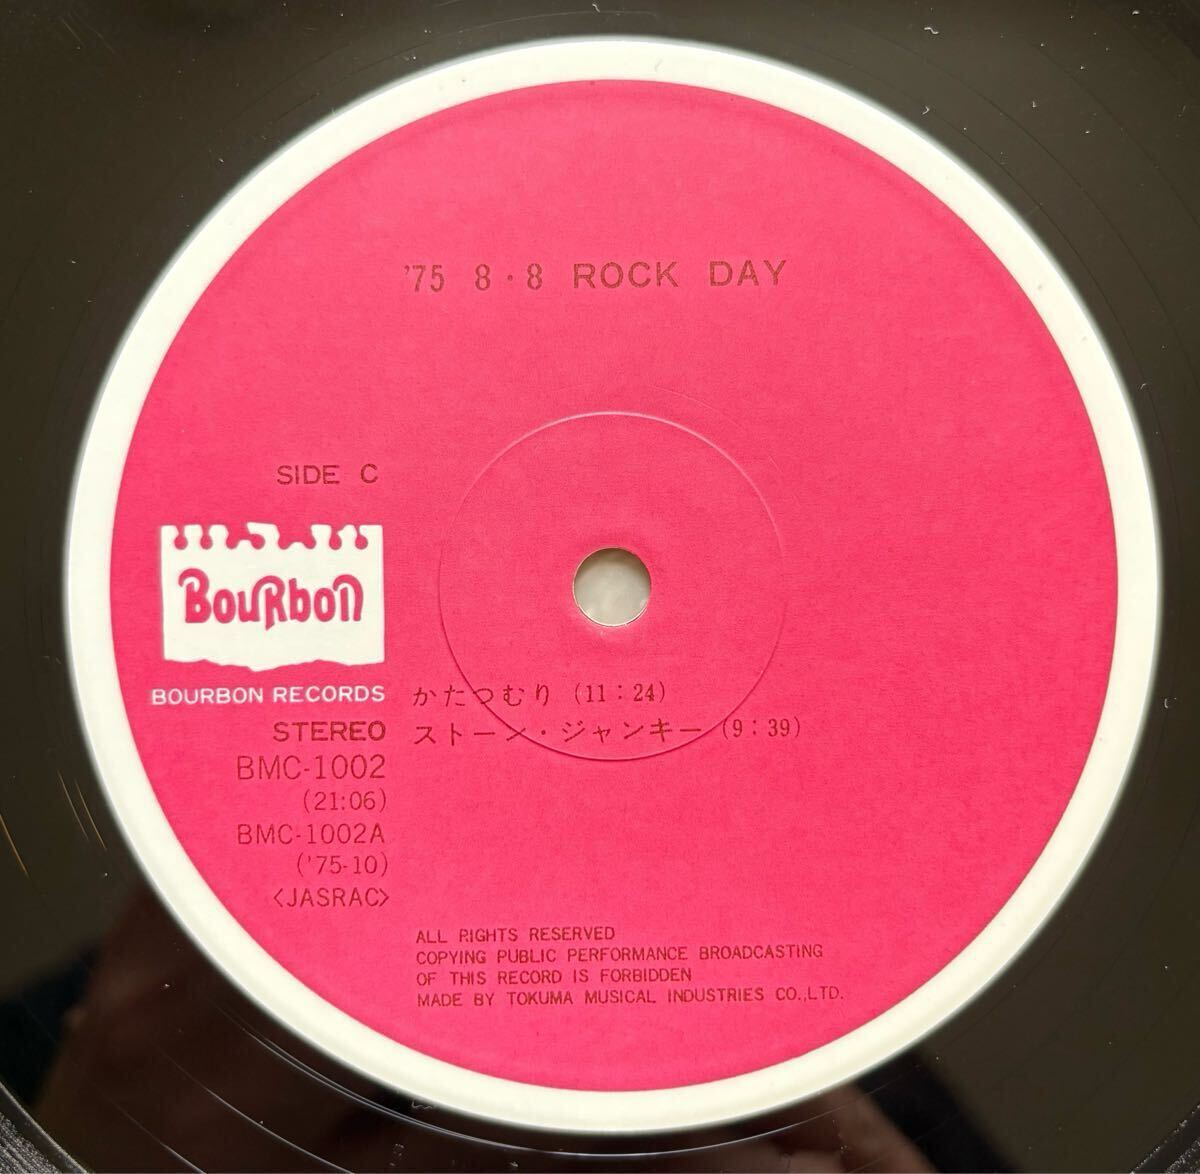 '75 8・8 ROCK DAY
SIDE C
BouRbon
BOURBON RECORDS
かたつむり (11:24)
STEREO
ストーン・ジャンキー (9:39)
BMC-1002
(21:06)
BMC-1002A
('75-10)
<JASRAC>
ALL RIGHTS RESERVED
COPYING PUBLIC PERFORMANCE BROADCASTING
OF THIS RECORD IS FORBIDDEN
MADE BY TOKUMA MUSICAL INDUSTRIES CO.,LTD.